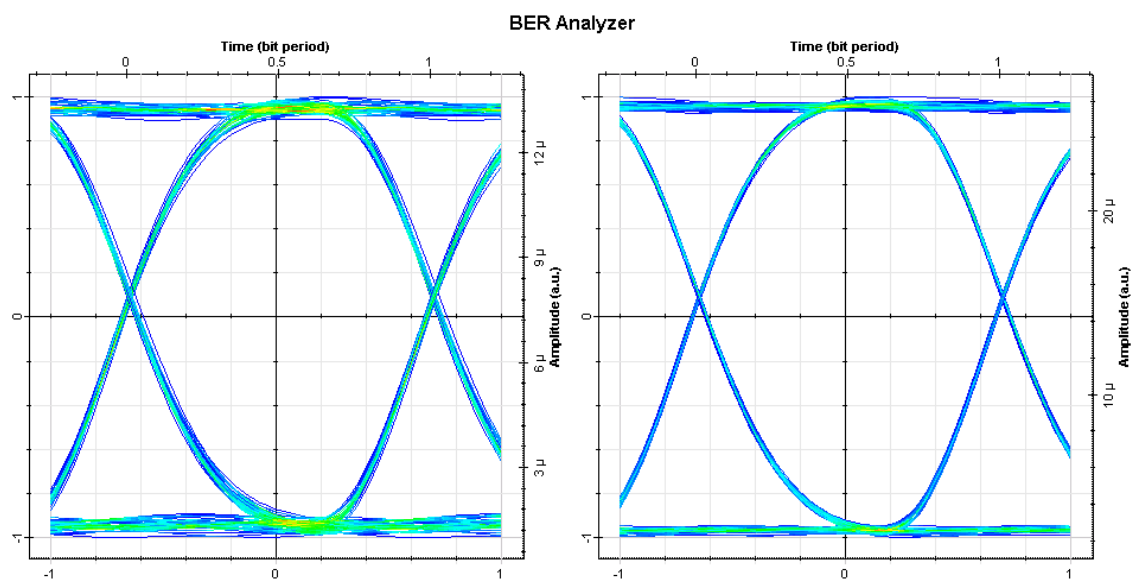 BER Analyzer
Time (bit period)
0 0.5 1
1
0
-1
12 µ
9 µ
6 µ
3 µ
Amplitude (a.u.)
-1 0 1
Time (bit period)
0 0.5 1
1
0
-1
20 µ
10 µ
Amplitude (a.u.)
-1 0 1